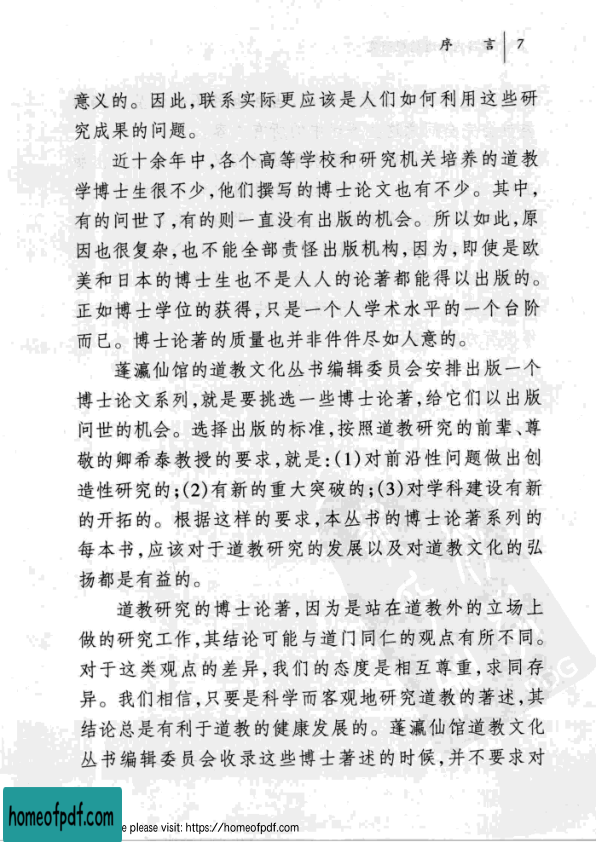 序 言 7
意义的。因此,联系实际更应该是人们如何利用这些研
究成果的问题。
近十余年中,各个高等学校和研究机关培养的道教
学博士生很不少,他们撰写的博士论文也有不少。其中,
有的问世了,有的则一直没有出版的机会。所以如此,原
因也很复杂,也不能全部责怪出版机构,因为,即使是欧
美和日本的博士生也不是人人的论著都能得以出版的。
正如博士学位的获得,只是一个人学术水平的一个台阶
而已。博士论著的质量也并非件件尽如人意的。
蓬瀛仙馆的道教文化丛书编辑委员会安排出版一个
博士论文系列,就是要挑选一些博士论著,给它们以出版
问世的机会。选择出版的标准,按照道教研究的前辈、尊
敬的卿希泰教授的要求,就是:(1)对前沿性问题做出创
造性研究的;(2)有新的重大突破的;(3)对学科建设有新
的开拓的。根据这样的要求,本丛书的博士论著系列的
每本书,应该对于道教研究的发展以及对道教文化的弘
扬都是有益的。
道教研究的博士论著,因为是站在道教外的立场上
做的研究工作,其结论可能与道门同仁的观点有所不同。
对于这类观点的差异,我们的态度是相互尊重,求同存
异。我们相信,只要是科学而客观地研究道教的著述,其
结论总是有利于道教的健康发展的。蓬瀛仙馆道教文化
丛书编辑委员会收录这些博士著述的时候,并不要求对
homeofpdf.com
e please visit: https://homeofpdf.com